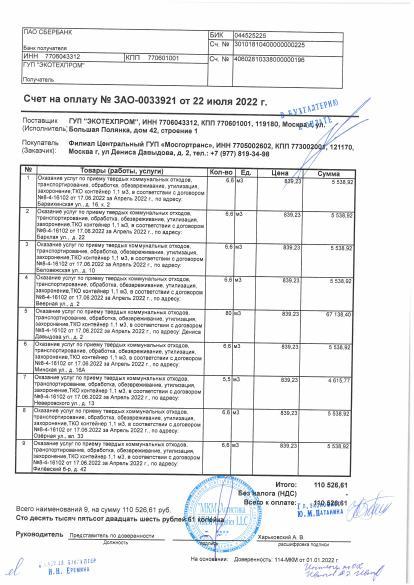 ПАО СБЕРБАНК
БИК 044525225
Сч. № 30101810400000000225
Банк получателя
ИНН 7706043312 КПП 770601001
Сч. № 40602810338000000196
ГУП "ЭКОТЕХПРОМ"
Получатель
Счет на оплату № ЗАО-0033921 от 22 июля 2022 г.
В БУХГАЛТЕРИЮ
К ОПЛАТЕ
Поставщик ГУП "ЭКОТЕХПРОМ", ИНН 7706043312, КПП 770601001, 119180, Москва г, ул.
(Исполнитель): Большая Полянка, дом 42, строение 1
Покупатель Филиал Центральный ГУП «Мосгортранс», ИНН 7705002602, КПП 773002001, 121170,
(Заказчик): Москва г, ул Дениса Давыдова, д. 2, тел.: +7 (977) 819-34-98
№ Товары (работы, услуги) Кол-во Ед. Цена Сумма
1 Оказание услуг по приему твердых коммунальных отходов, 6,6 м3 839,23 5 538,92
транспортирование, обработка, обезвреживание, утилизация,
захоронение,ТКО контейнер 1,1 м3, в соответствии с договором
№8-4-16102 от 17.06.2022 за Апрель 2022 г., по адресу:
Барвихинская ул, д. 16, к. 2
2 Оказание услуг по приему твердых коммунальных отходов, 6,6 м3 839,23 5 538,92
транспортирование, обработка, обезвреживание, утилизация,
захоронение,ТКО контейнер 1,1 м3, в соответствии с договором
№8-4-16102 от 17.06.2022 за Апрель 2022 г., по адресу:
Барклая ул, д. 22
3 Оказание услуг по приему твердых коммунальных отходов, 6,6 м3 839,23 5 538,92
транспортирование, обработка, обезвреживание, утилизация,
захоронение,ТКО контейнер 1,1 м3, в соответствии с договором
№8-4-16102 от 17.06.2022 за Апрель 2022 г., по адресу:
Беловежская ул, д. 10
4 Оказание услуг по приему твердых коммунальных отходов, 6,6 м3 839,23 5 538,92
транспортирование, обработка, обезвреживание, утилизация,
захоронение,ТКО контейнер 1,1 м3, в соответствии с договором
№8-4-16102 от 17.06.2022 за Апрель 2022 г., по адресу:
Веерная ул, д. 2
5 Оказание услуг по приему твердых коммунальных отходов, 80 м3 839,23 67 138,40
транспортирование, обработка, обезвреживание, утилизация,
захоронение,ТКО контейнер 1,1 м3, в соответствии с договором
№8-4-16102 от 17.06.2022 за Апрель 2022 г., по адресу: Дениса
Давыдова ул, д. 2
6 Оказание услуг по приему твердых коммунальных отходов, 6,6 м3 839,23 5 538,92
транспортирование, обработка, обезвреживание, утилизация,
захоронение,ТКО контейнер 1,1 м3, в соответствии с договором
№8-4-16102 от 17.06.2022 за Апрель 2022 г., по адресу:
Минская ул, д. 16А
7 Оказание услуг по приему твердых коммунальных отходов, 5,5 м3 839,23 4 615,77
транспортирование, обработка, обезвреживание, утилизация,
захоронение,ТКО контейнер 1,1 м3, в соответствии с договором
№8-4-16102 от 17.06.2022 за Апрель 2022 г., по адресу:
Неверовского ул, д. 13
8 Оказание услуг по приему твердых коммунальных отходов, 6,6 м3 839,23 5 538,92
транспортирование, обработка, обезвреживание, утилизация,
захоронение,ТКО контейнер 1,1 м3, в соответствии с договором
№8-4-16102 от 17.06.2022 за Апрель 2022 г., по адресу:
Озёрная ул, вл. 33
9 Оказание услуг по приему твердых коммунальных отходов, 6,6 м3 839,23 5 538,92
транспортирование, обработка, обезвреживание, утилизация,
захоронение,ТКО контейнер 1,1 м3, в соответствии с договором
№8-4-16102 от 17.06.2022 за Апрель 2022 г., по адресу:
Филёвский б-р, д. 42
Итого: 110 526,61
Без налога (НДС)
Всего к оплате: 110 526,61
Всего наименований 9, на сумму 110 526,61 руб.
Сто десять тысяч пятьсот двадцать шесть рублей 61 копейка
"МКМ-Логистика"
LLC
Ю.М.ШАТАНИНА
Руководитель Представитель по доверенности Харьковский А. В.
Должность подпись расшифровка подписи
На основании: Доверенность: 114-МКМ от 01.01.2022 г.
БУХГАЛТЕР
Н.Н. ЕРЕМИНА